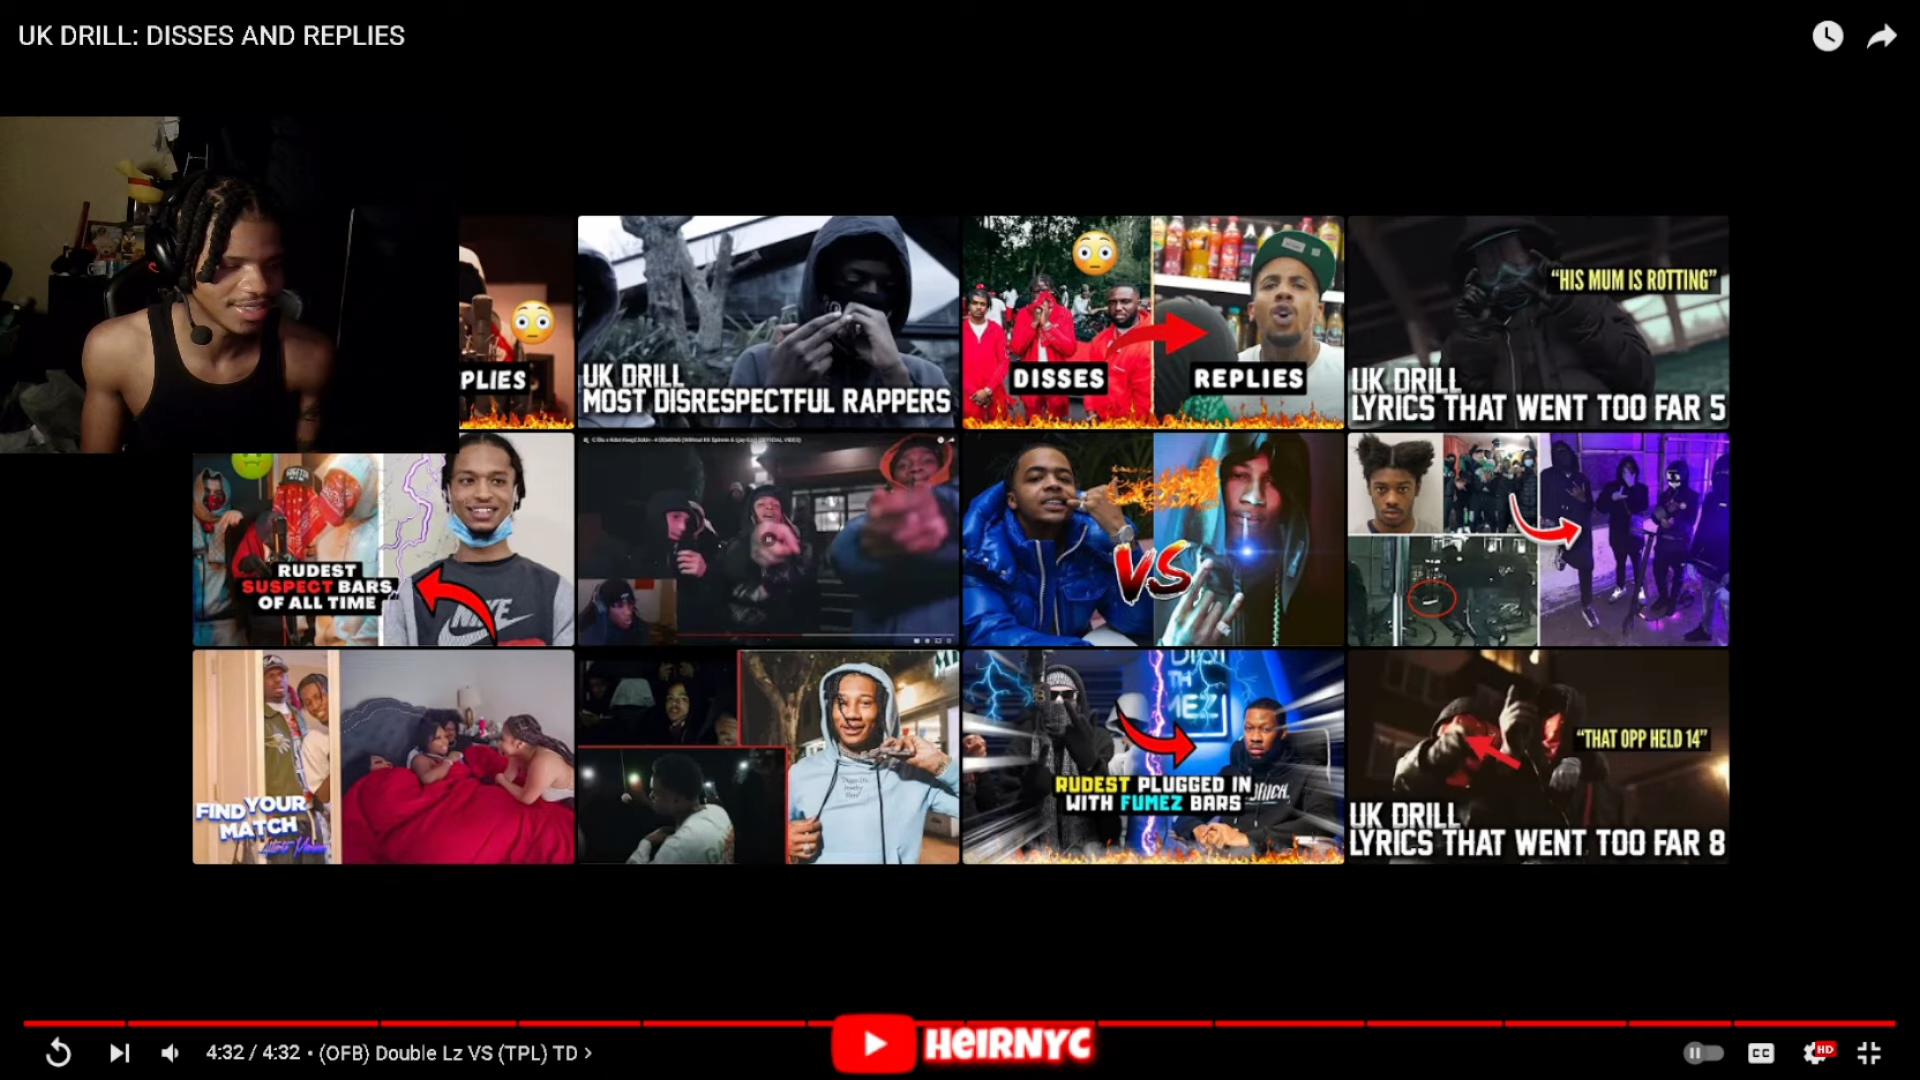 UK DRILL: DISSES AND REPLIES
PLIES
UK DRILL
MOST DISRESPECTFUL RAPPERS
DISSES
REPLIES
"HIS MUM IS ROTTING"
UK DRILL
LYRICS THAT WENT TOO FAR 5
RUDEST
SUSPECT BARS
OF ALL TIME
NIKE
VS
FIND YOUR
MATCH
RUDEST PLUGGED IN
WITH FUMEZ BARS
"THAT OPP HELD 14"
UK DRILL
LYRICS THAT WENT TOO FAR 8
4:32 / 4:32 • (OFB) Double Lz VS (TPL) TD >
HEIRNYC
CC
HD